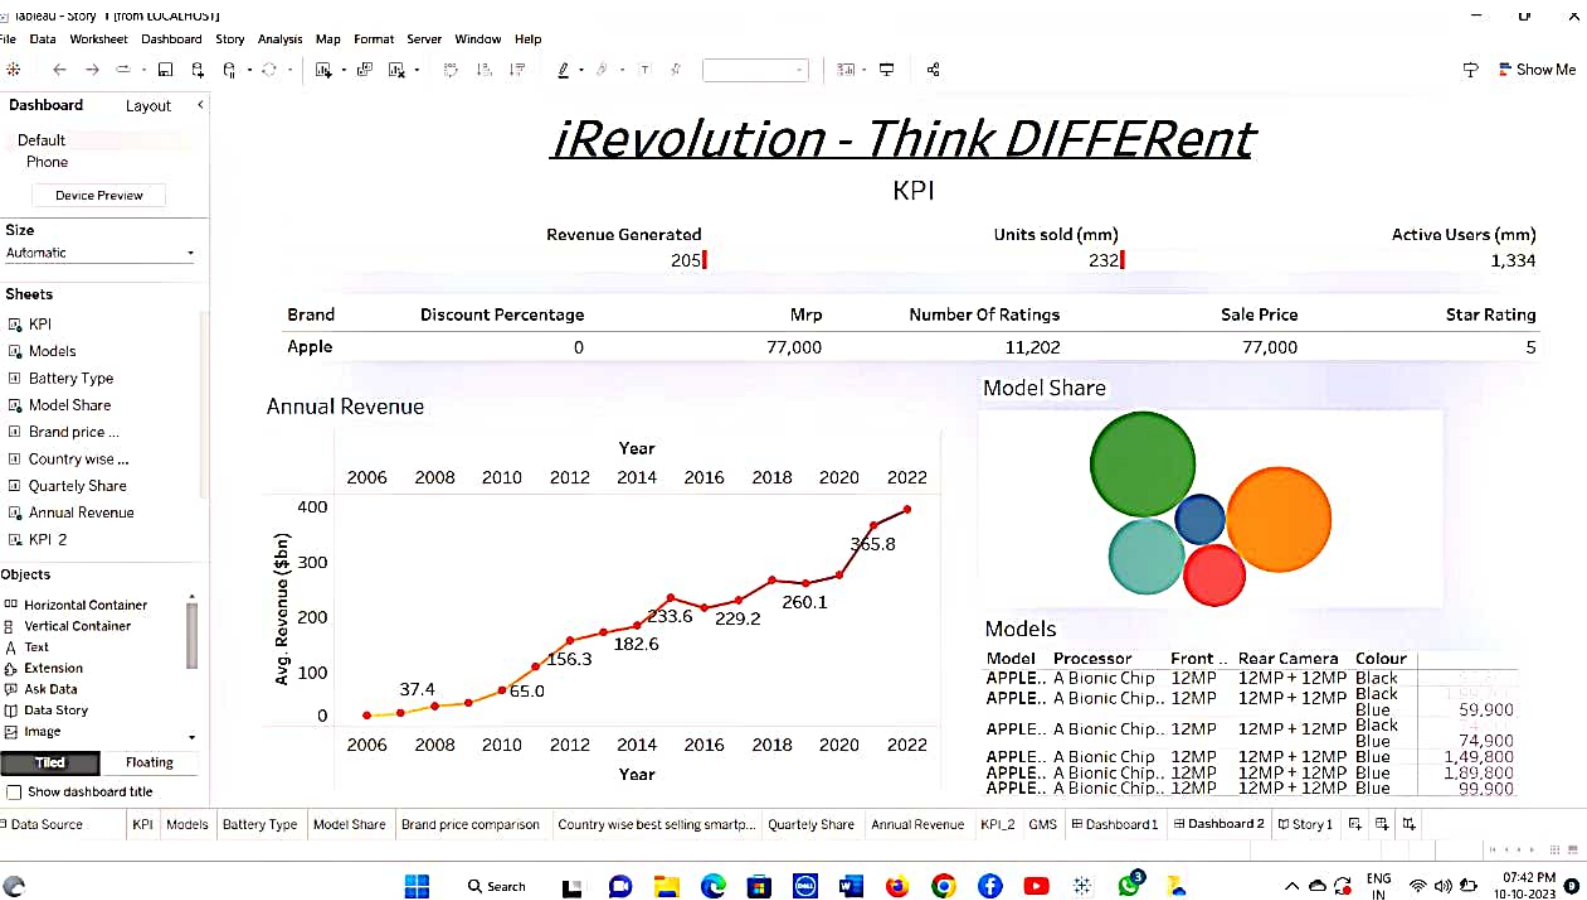 Tableau - Story 1 [from LOCALHOST]
File Data Worksheet Dashboard Story Analysis Map Format Server Window Help
Show Me
Dashboard Layout
Default
Phone
Device Preview
Size
Automatic
Sheets
KPI
Models
Battery Type
Model Share
Brand price ...
Country wise ...
Quartely Share
Annual Revenue
KPI 2
Objects
Horizontal Container
Vertical Container
Text
Extension
Ask Data
Data Story
Image
Tiled Floating
Show dashboard title
iRevolution - Think DIFFERent
KPI
Revenue Generated Units sold (mm) Active Users (mm)
205 232 1,334
Brand Discount Percentage Mrp Number Of Ratings Sale Price Star Rating
Apple 0 77,000 11,202 77,000 5
Annual Revenue
Year
2006 2008 2010 2012 2014 2016 2018 2020 2022
Avg. Revenue ($bn)
400
300
200
100
0
37.4
65.0
156.3
182.6
233.6
229.2
260.1
365.8
2006 2008 2010 2012 2014 2016 2018 2020 2022
Year
Model Share
Models
Model Processor Front .. Rear Camera Colour
APPLE.. A Bionic Chip 12MP 12MP + 12MP Black
APPLE.. A Bionic Chip.. 12MP 12MP + 12MP Black
Blue 59,900
APPLE.. A Bionic Chip.. 12MP 12MP + 12MP Black
Blue 74,900
APPLE.. A Bionic Chip 12MP 12MP + 12MP Blue 1,49,800
APPLE.. A Bionic Chip.. 12MP 12MP + 12MP Blue 1,89,800
APPLE.. A Bionic Chip.. 12MP 12MP + 12MP Blue 99,900
Data Source KPI Models Battery Type Model Share Brand price comparison Country wise best selling smartp... Quartely Share Annual Revenue KPI_2 GMS Dashboard 1 Dashboard 2 Story 1
Search
DELL
3
ENG
IN
07:42 PM
10-10-2023
9